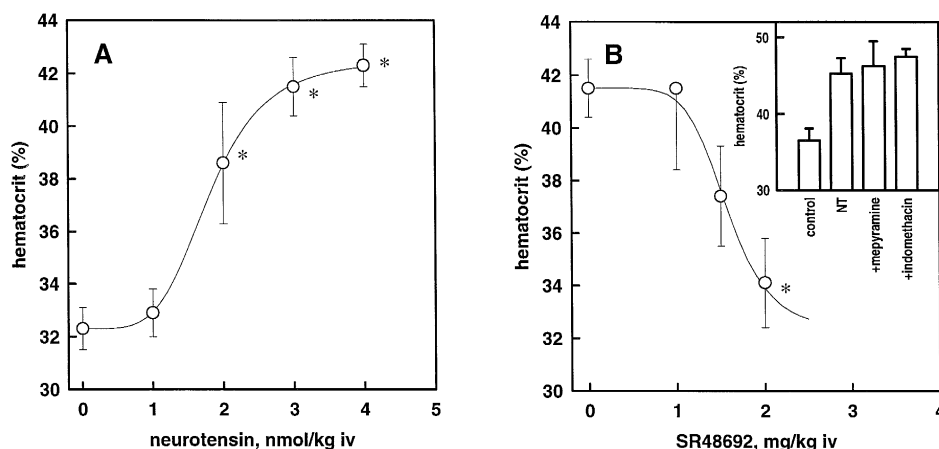 A
44
42
40
38
36
34
32
30
hematocrit (%)
*
*
*
*
0 1 2 3 4 5
neurotensin, nmol/kg iv
B
44
42
40
38
36
34
32
30
hematocrit (%)
*
0 1 2 3 4
SR48692, mg/kg iv
50
40
30
hematocrit (%)
control
NT
+mepyramine
+indomethacin